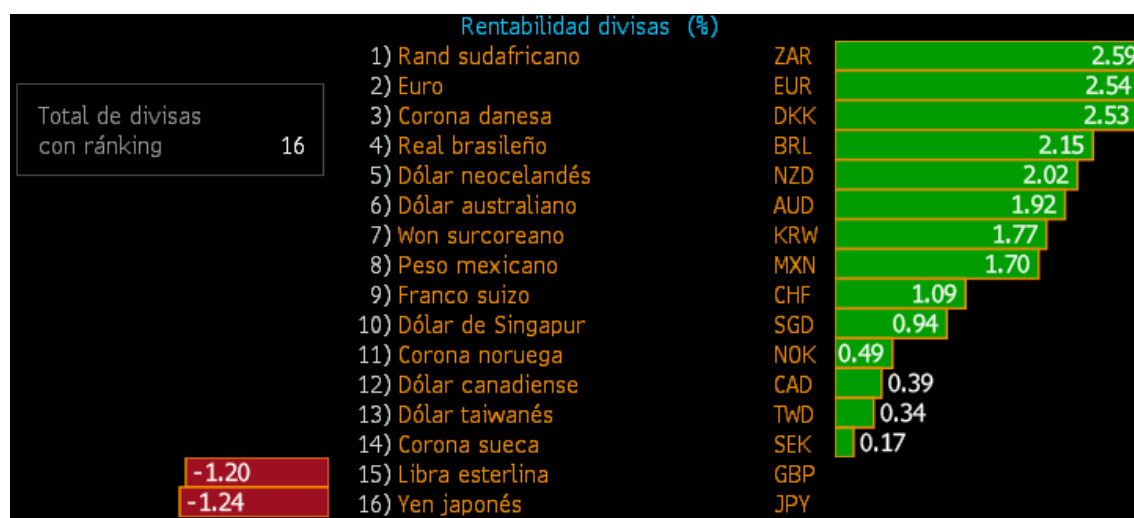 Rentabilidad divisas (%)
1) Rand sudafricano ZAR 2.59
2) Euro EUR 2.54
Total de divisas
con ránking 16
3) Corona danesa DKK 2.53
4) Real brasileño BRL 2.15
5) Dólar neocelandés NZD 2.02
6) Dólar australiano AUD 1.92
7) Won surcoreano KRW 1.77
8) Peso mexicano MXN 1.70
9) Franco suizo CHF 1.09
10) Dólar de Singapur SGD 0.94
11) Corona noruega NOK 0.49
12) Dólar canadiense CAD 0.39
13) Dólar taiwanés TWD 0.34
14) Corona sueca SEK 0.17
-1.20 15) Libra esterlina GBP
-1.24 16) Yen japonés JPY